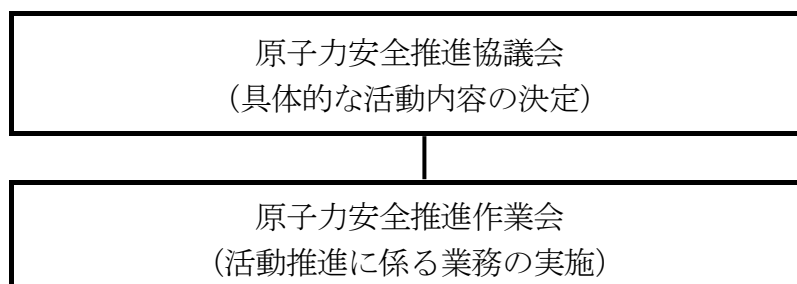 原子力安全推進協議会
（具体的な活動内容の決定）
原子力安全推進作業会
（活動推進に係る業務の実施）